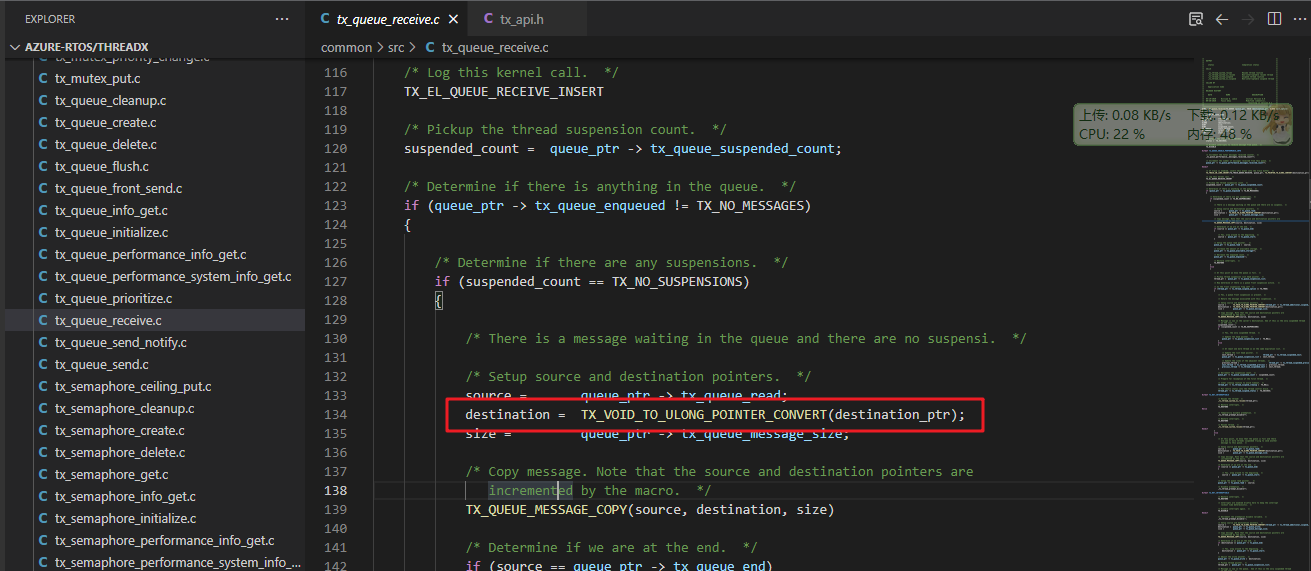 EXPLORER
AZURE-RTOS/THREADX
tx_mutex_priority_change.c
tx_mutex_put.c
tx_queue_cleanup.c
tx_queue_create.c
tx_queue_delete.c
tx_queue_flush.c
tx_queue_front_send.c
tx_queue_info_get.c
tx_queue_initialize.c
tx_queue_performance_info_get.c
tx_queue_performance_system_info_get.c
tx_queue_prioritize.c
tx_queue_receive.c
tx_queue_send_notify.c
tx_queue_send.c
tx_semaphore_ceiling_put.c
tx_semaphore_cleanup.c
tx_semaphore_create.c
tx_semaphore_delete.c
tx_semaphore_get.c
tx_semaphore_info_get.c
tx_semaphore_initialize.c
tx_semaphore_performance_info_get.c
tx_semaphore_performance_system_info_...
C tx_queue_receive.c ×
C tx_api.h
common > src > C tx_queue_receive.c
116 /* Log this kernel call.  */
117 TX_EL_QUEUE_RECEIVE_INSERT
118
119 /* Pickup the thread suspension count.  */
120 suspended_count =  queue_ptr -> tx_queue_suspended_count;
121
122 /* Determine if there is anything in the queue.  */
123 if (queue_ptr -> tx_queue_enqueued != TX_NO_MESSAGES)
124 {
125
126 /* Determine if there are any suspensions.  */
127 if (suspended_count == TX_NO_SUSPENSIONS)
128 {
129
130 /* There is a message waiting in the queue and there are no suspensi.  */
131
132 /* Setup source and destination pointers.  */
133 source =       queue_ptr -> tx_queue_read;
134 destination =  TX_VOID_TO_ULONG_POINTER_CONVERT(destination_ptr);
135 size =         queue_ptr -> tx_queue_message_size;
136
137 /* Copy message. Note that the source and destination pointers are
138 incremented by the macro.  */
139 TX_QUEUE_MESSAGE_COPY(source, destination, size)
140
141 /* Determine if we are at the end.  */
142 if (source == queue_ptr -> tx_queue_end)
上传: 0.08 KB/s 下载: 0.12 KB/s
CPU: 22 % 内存: 48 %